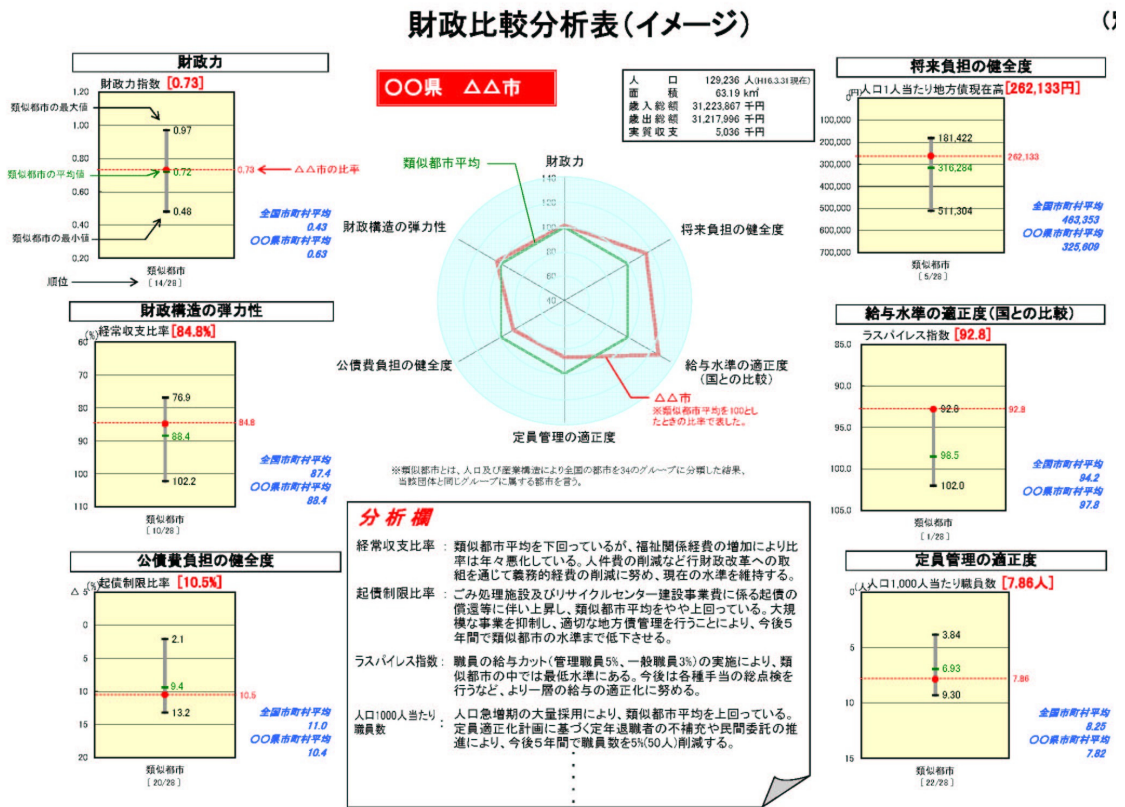 財政比較分析表(イメージ)
財政力
財政力指数 [0.73]
1.20
1.00
0.80
0.60
0.40
0.20
類似都市の最大値
類似都市の平均値
類似都市の最小値
順位
0.97
0.72
0.48
0.73
△△市の比率
全国市町村平均
0.43
〇〇県市町村平均
0.63
類似都市
[14/28]
財政構造の弾力性
(%)経常収支比率[84.8%]
60
70
80
90
100
110
76.9
88.4
102.2
84.8
全国市町村平均
87.4
〇〇県市町村平均
88.4
類似都市
[10/28]
公債費負担の健全度
(%)起債制限比率 [10.5%]
△ 5
0
5
10
15
20
2.1
9.4
13.2
10.5
全国市町村平均
11.0
〇〇県市町村平均
10.4
類似都市
[20/28]
〇〇県 △△市
人口 129,236 人(H16.3.31現在)
面積 63.19 k㎡
歳入総額 31,223,867 千円
歳出総額 31,217,996 千円
実質収支 5,036 千円
類似都市平均
財政力
将来負担の健全度
給与水準の適正度
(国との比較)
定員管理の適正度
公債費負担の健全度
財政構造の弾力性
140
120
100
80
60
40
△△市
※類似都市平均を100とし
たときの比率で表した。
※類似都市とは、人口及び産業構造により全国の都市を34のグループに分類した結果、
当該団体と同じグループに属する都市を言う。
分析欄
経常収支比率 : 類似都市平均を下回っているが、福祉関係経費の増加により比
率は年々悪化している。人件費の削減など行財政改革への取
組を通じて義務的経費の削減に努め、現在の水準を維持する。
起債制限比率 : ごみ処理施設及びリサイクルセンター建設事業費に係る起債の
償還等に伴い上昇し、類似都市平均をやや上回っている。大規
模な事業を抑制し、適切な地方債管理を行うことにより、今後5
年間で類似都市の水準まで低下させる。
ラスパイレス指数: 職員の給与カット(管理職員5%、一般職員3%)の実施により、類
似都市の中では最低水準にある。今後は各種手当の総点検を
行うなど、より一層の給与の適正化に努める。
人口1000人当たり
職員数 : 人口急増期の大量採用により、類似都市平均を上回っている。
定員適正化計画に基づく定年退職者の不補充や民間委託の推
進により、今後5年間で職員数を5%(50人)削減する。
将来負担の健全度
(円)人口1人当たり地方債現在高[262,133円]
0
100,000
200,000
300,000
400,000
500,000
600,000
700,000
181,422
316,284
511,304
262,133
全国市町村平均
463,353
〇〇県市町村平均
325,609
類似都市
[5/28]
給与水準の適正度(国との比較)
ラスパイレス指数 [92.8]
85.0
90.0
95.0
100.0
105.0
92.8
98.5
102.0
92.8
全国市町村平均
94.2
〇〇県市町村平均
97.8
類似都市
[1/28]
定員管理の適正度
(人)人口1,000人当たり職員数 [7.86人]
0
5
10
15
3.84
6.93
9.30
7.86
全国市町村平均
8.25
〇〇県市町村平均
7.82
類似都市
[22/28]